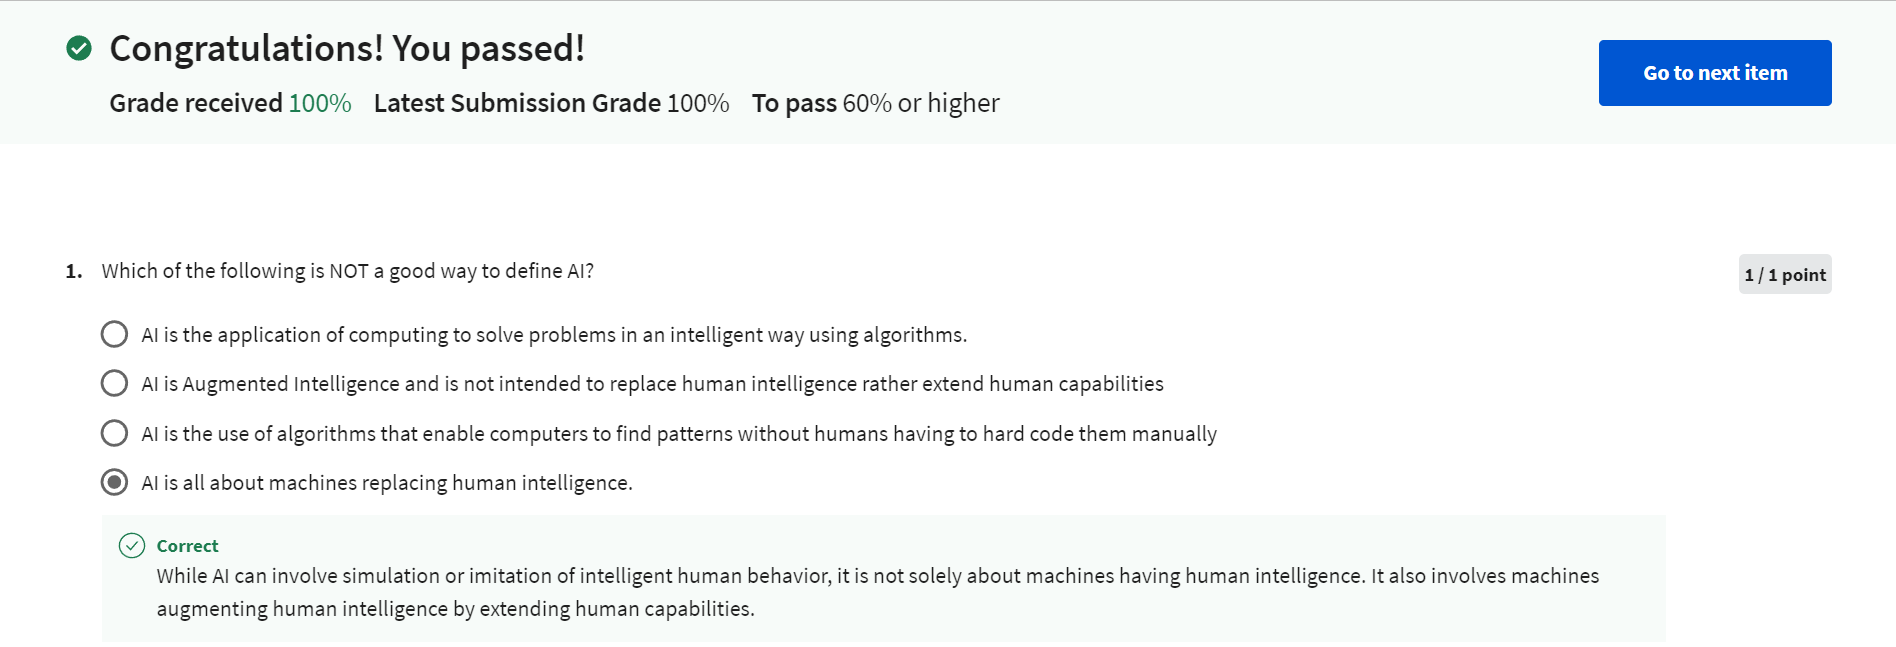 Congratulations! You passed!
Go to next item
Grade received 100% Latest Submission Grade 100% To pass 60% or higher
1. Which of the following is NOT a good way to define AI?
1 / 1 point
AI is the application of computing to solve problems in an intelligent way using algorithms.
AI is Augmented Intelligence and is not intended to replace human intelligence rather extend human capabilities
AI is the use of algorithms that enable computers to find patterns without humans having to hard code them manually
AI is all about machines replacing human intelligence.
Correct
While AI can involve simulation or imitation of intelligent human behavior, it is not solely about machines having human intelligence. It also involves machines
augmenting human intelligence by extending human capabilities.